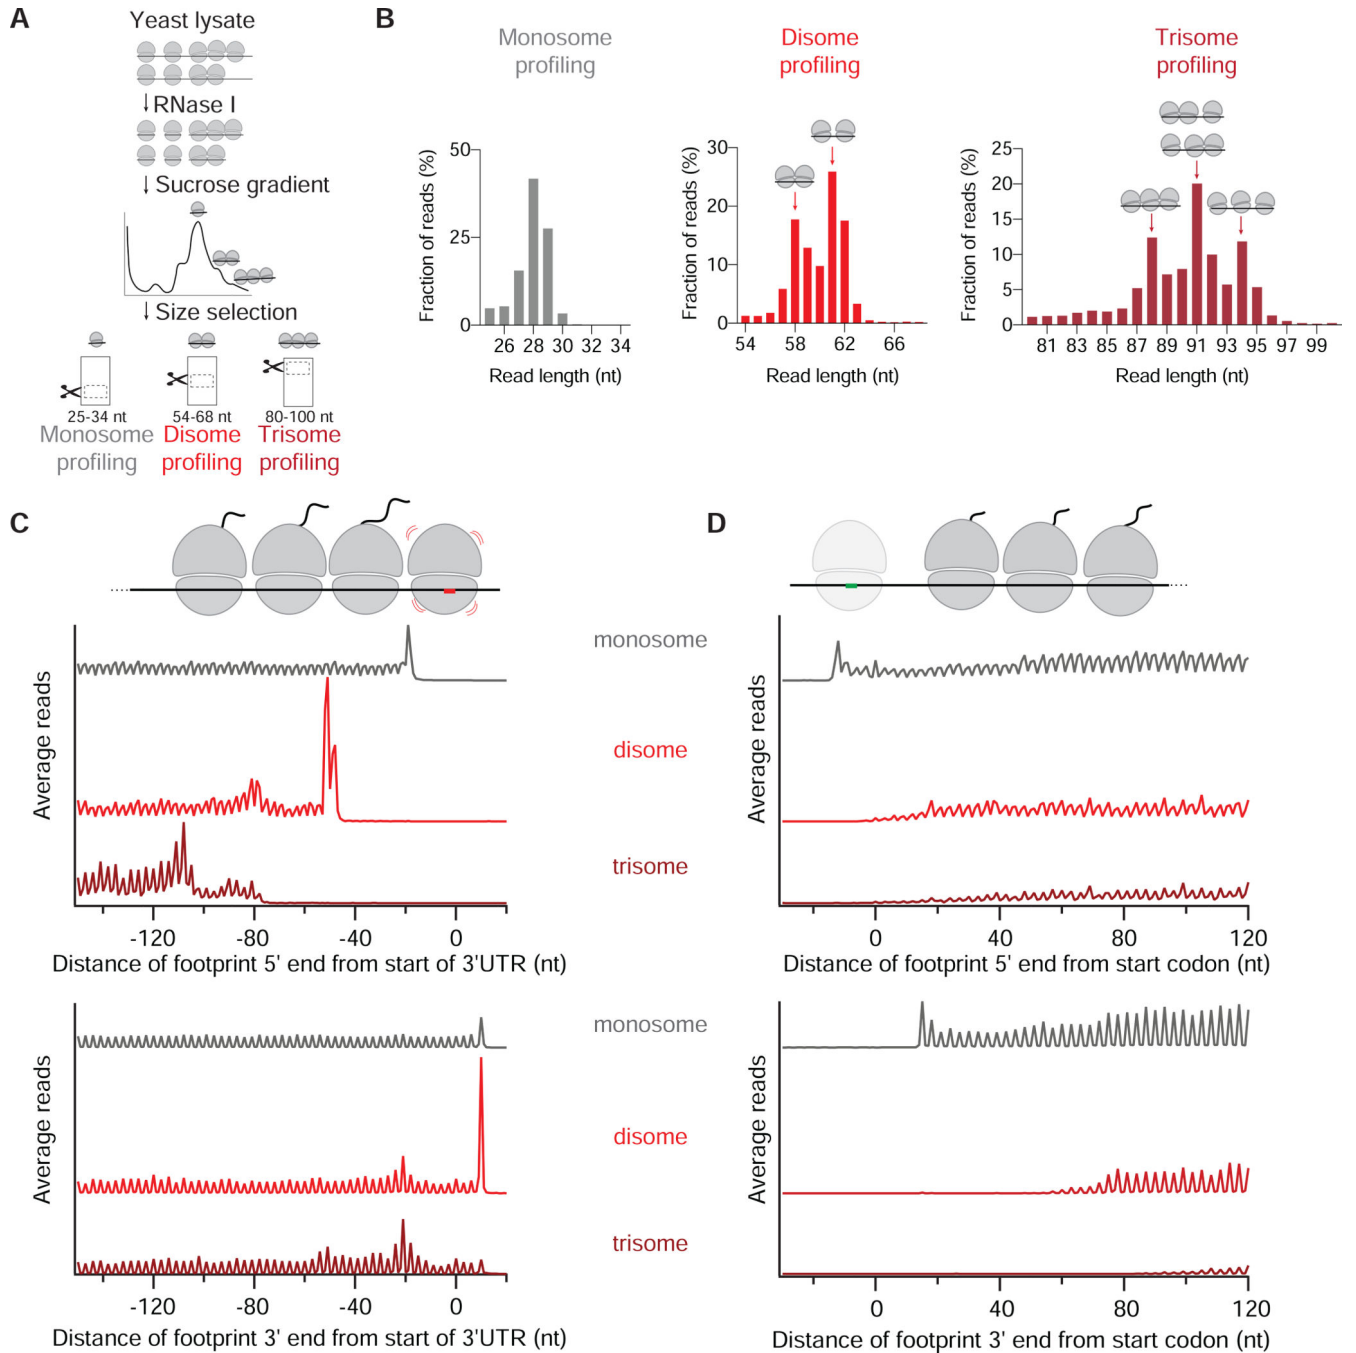 A
Yeast lysate
RNase I
Sucrose gradient
Size selection
25-34 nt
54-68 nt
80-100 nt
Monosome
profiling
Disome
profiling
Trisome
profiling
B
Monosome
profiling
Disome
profiling
Trisome
profiling
Fraction of reads (%)
50
25
0
26 28 30 32 34
Read length (nt)
Fraction of reads (%)
30
20
10
0
54 58 62 66
Read length (nt)
Fraction of reads (%)
25
20
15
10
5
0
81 83 85 87 89 91 93 95 97 99
Read length (nt)
C
Average reads
monosome
disome
trisome
-120 -80 -40 0
Distance of footprint 5' end from start of 3'UTR (nt)
Average reads
monosome
disome
trisome
-120 -80 -40 0
Distance of footprint 3' end from start of 3'UTR (nt)
D
Average reads
0 40 80 120
Distance of footprint 5' end from start codon (nt)
Average reads
0 40 80 120
Distance of footprint 3' end from start codon (nt)